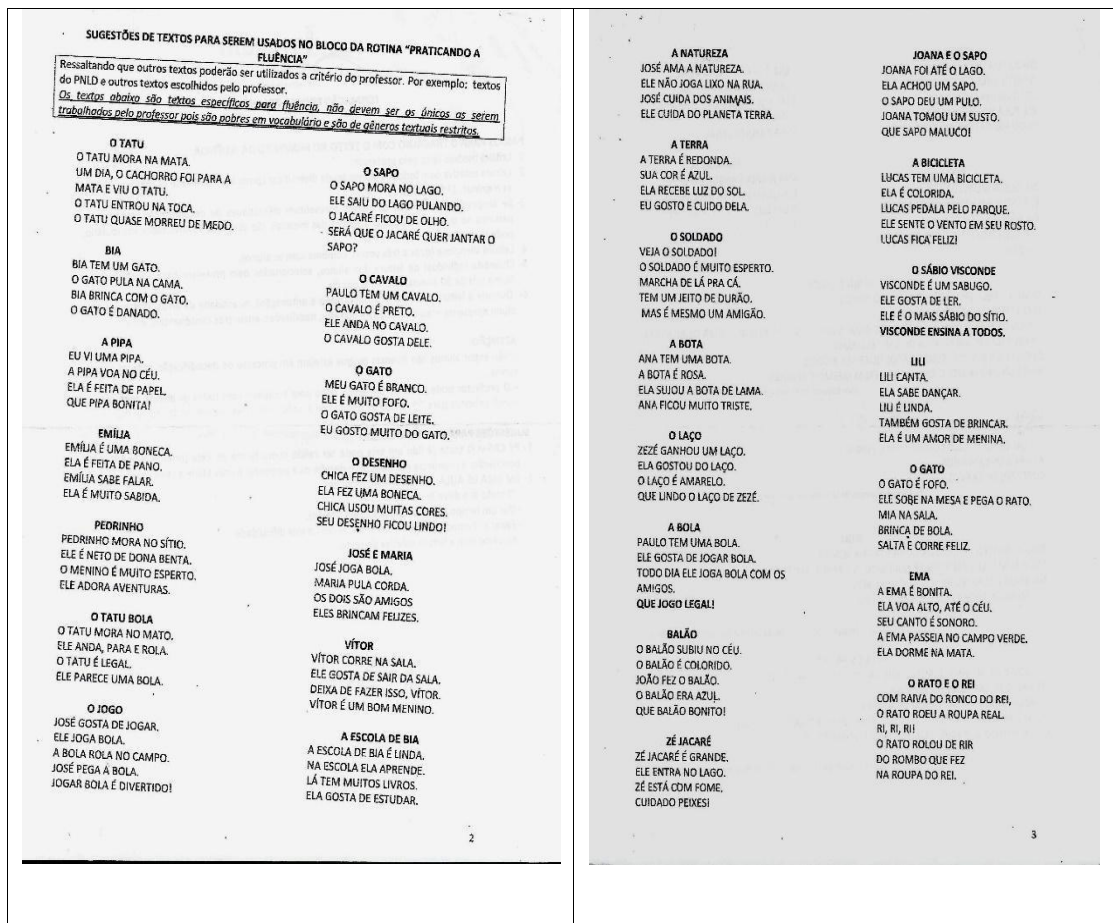 SUGESTÕES DE TEXTOS PARA SEREM USADOS NO BLOCO DA ROTINA "PRATICANDO A
FLUÊNCIA"
Ressaltando que outros textos poderão ser utilizados a critério do professor. Por exemplo; textos
do PNLD e outros textos escolhidos pelo professor.
Os textos abaixo são textos específicos para fluência, não devem ser os únicos as serem
trabalhados pelo professor pois são pobres em vocabulário e são de gêneros textuais restritos.
O TATU
O TATU MORA NA MATA.
UM DIA, O CACHORRO FOI PARA A
MATA E VIU O TATU.
O TATU ENTROU NA TOCA.
O TATU QUASE MORREU DE MEDO.
BIA
BIA TEM UM GATO.
O GATO PULA NA CAMA.
BIA BRINCA COM O GATO.
O GATO É DANADO.
A PIPA
EU VI UMA PIPA.
A PIPA VOA NO CÉU.
ELA É FEITA DE PAPEL.
QUE PIPA BONITA!
EMÍLIA
EMÍLIA É UMA BONECA.
ELA É FEITA DE PANO.
EMÍLIA SABE FALAR.
ELA É MUITO SABIDA.
PEDRINHO
PEDRINHO MORA NO SÍTIO.
ELE É NETO DE DONA BENTA.
O MENINO É MUITO ESPERTO.
ELE ADORA AVENTURAS.
O TATU BOLA
O TATU MORA NO MATO.
ELE ANDA, PARA E ROLA.
O TATU É LEGAL.
ELE PARECE UMA BOLA.
O JOGO
JOSÉ GOSTA DE JOGAR.
ELE JOGA BOLA.
A BOLA ROLA NO CAMPO.
JOSÉ PEGA A BOLA.
JOGAR BOLA É DIVERTIDO!
O SAPO
O SAPO MORA NO LAGO.
ELE SAIU DO LAGO PULANDO.
O JACARÉ FICOU DE OLHO.
SERÁ QUE O JACARÉ QUER JANTAR O
SAPO?
O CAVALO
PAULO TEM UM CAVALO.
O CAVALO É PRETO.
ELE ANDA NO CAVALO.
O CAVALO GOSTA DELE.
O GATO
MEU GATO É BRANCO.
ELE É MUITO FOFO.
O GATO GOSTA DE LEITE.
EU GOSTO MUITO DO GATO.
O DESENHO
CHICA FEZ UM DESENHO.
ELA FEZ UMA BONECA.
CHICA USOU MUITAS CORES.
SEU DESENHO FICOU LINDO!
JOSÉ E MARIA
JOSÉ JOGA BOLA.
MARIA PULA CORDA.
OS DOIS SÃO AMIGOS
ELES BRINCAM FELIZES.
VÍTOR
VÍTOR CORRE NA SALA.
ELE GOSTA DE SAIR DA SALA.
DEIXA DE FAZER ISSO, VÍTOR.
VÍTOR É UM BOM MENINO.
A ESCOLA DE BIA
A ESCOLA DE BIA É LINDA.
NA ESCOLA ELA APRENDE.
LÁ TEM MUITOS LIVROS.
ELA GOSTA DE ESTUDAR.
2
A NATUREZA
JOSÉ AMA A NATUREZA.
ELE NÃO JOGA LIXO NA RUA.
JOSÉ CUIDA DOS ANIMAIS.
ELE CUIDA DO PLANETA TERRA.
A TERRA
A TERRA É REDONDA.
SUA COR É AZUL.
ELA RECEBE LUZ DO SOL.
EU GOSTO E CUIDO DELA.
O SOLDADO
VEJA O SOLDADO!
O SOLDADO É MUITO ESPERTO.
MARCHA DE LÁ PRA CÁ.
TEM UM JEITO DE DURÃO.
MAS É MESMO UM AMIGÃO.
A BOTA
ANA TEM UMA BOTA.
A BOTA É ROSA.
ELA SUJOU A BOTA DE LAMA.
ANA FICOU MUITO TRISTE.
O LAÇO
ZEZÉ GANHOU UM LAÇO.
ELA GOSTOU DO LAÇO.
O LAÇO É AMARELO.
QUE LINDO O LAÇO DE ZEZÉ.
A BOLA
PAULO TEM UMA BOLA.
ELE GOSTA DE JOGAR BOLA.
TODO DIA ELE JOGA BOLA COM OS
AMIGOS.
QUE JOGO LEGAL!
BALÃO
O BALÃO SUBIU NO CÉU.
O BALÃO É COLORIDO.
JOÃO FEZ O BALÃO.
O BALÃO ERA AZUL.
QUE BALÃO BONITO!
ZÉ JACARÉ
ZÉ JACARÉ É GRANDE.
ELE ENTRA NO LAGO.
ZÉ ESTÁ COM FOME.
CUIDADO PEIXES!
JOANA E O SAPO
JOANA FOI ATÉ O LAGO.
ELA ACHOU UM SAPO.
O SAPO DEU UM PULO.
JOANA TOMOU UM SUSTO.
QUE SAPO MALUCO!
A BICICLETA
LUCAS TEM UMA BICICLETA.
ELA É COLORIDA.
LUCAS PEDALA PELO PARQUE.
ELE SENTE O VENTO EM SEU ROSTO.
LUCAS FICA FELIZ!
O SÁBIO VISCONDE
VISCONDE É UM SABUGO.
ELE GOSTA DE LER.
ELE É O MAIS SÁBIO DO SÍTIO.
VISCONDE ENSINA A TODOS.
LILI
LILI CANTA.
ELA SABE DANÇAR.
LILI É LINDA.
TAMBÉM GOSTA DE BRINCAR.
ELA É UM AMOR DE MENINA.
O GATO
O GATO É FOFO.
ELE SOBE NA MESA E PEGA O RATO.
MIA NA SALA.
BRINCA DE BOLA.
SALTA E CORRE FELIZ.
EMA
A EMA É BONITA.
ELA VOA ALTO, ATÉ O CÉU.
SEU CANTO É SONORO.
A EMA PASSEIA NO CAMPO VERDE.
ELA DORME NA MATA.
O RATO E O REI
COM RAIVA DO RONCO DO REI,
O RATO ROEU A ROUPA REAL.
RI, RI, RI!
O RATO ROLOU DE RIR
DO ROMBO QUE FEZ
NA ROUPA DO REI.
3